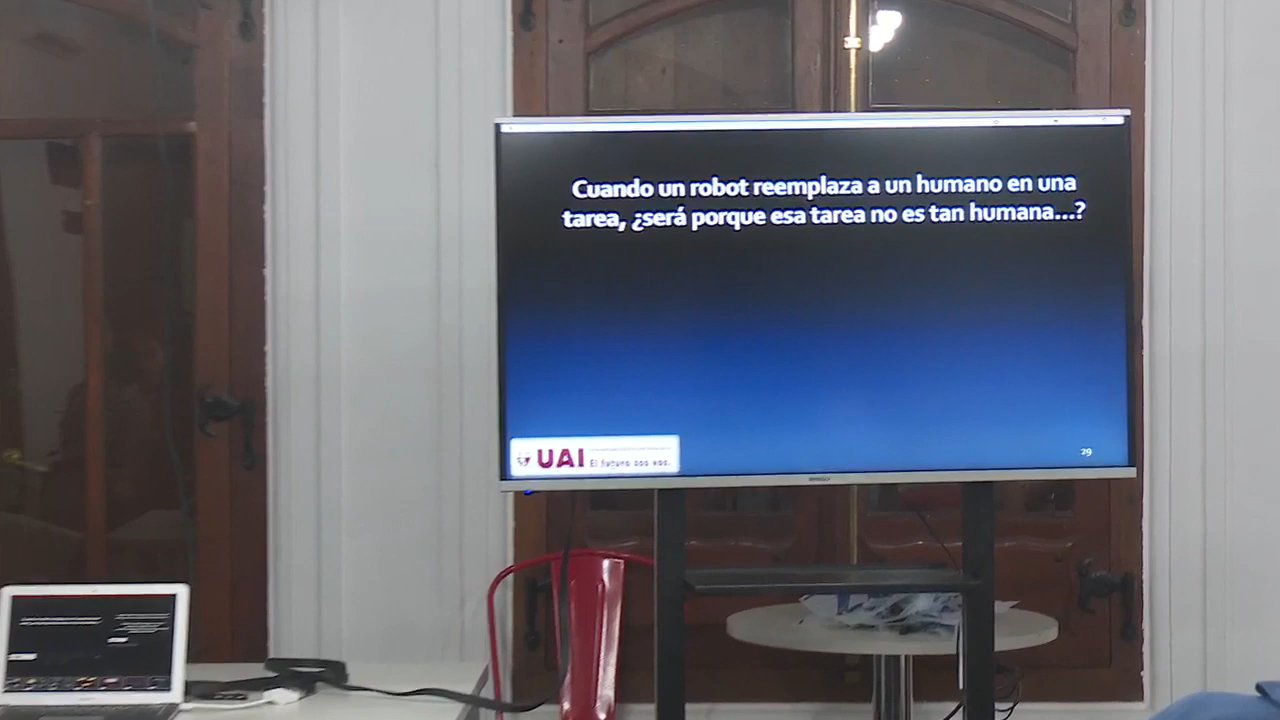 Cuando un robot reemplaza a un humano en una
tarea, ¿será porque esa tarea no es tan humana...?
UAI
El futuro sos vos.
29